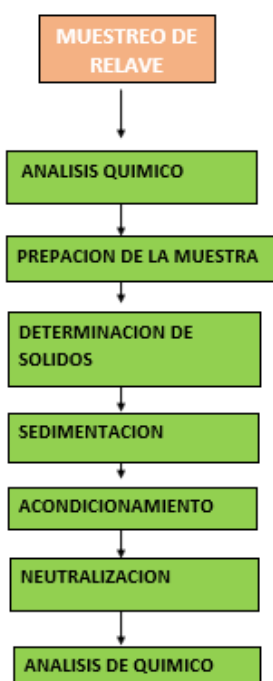 MUESTREO DE
RELAVE
ANALISIS QUIMICO
PREPACION DE LA MUESTRA
DETERMINACION DE
SOLIDOS
SEDIMENTACION
ACONDICIONAMIENTO
NEUTRALIZACION
ANALISIS DE QUIMICO